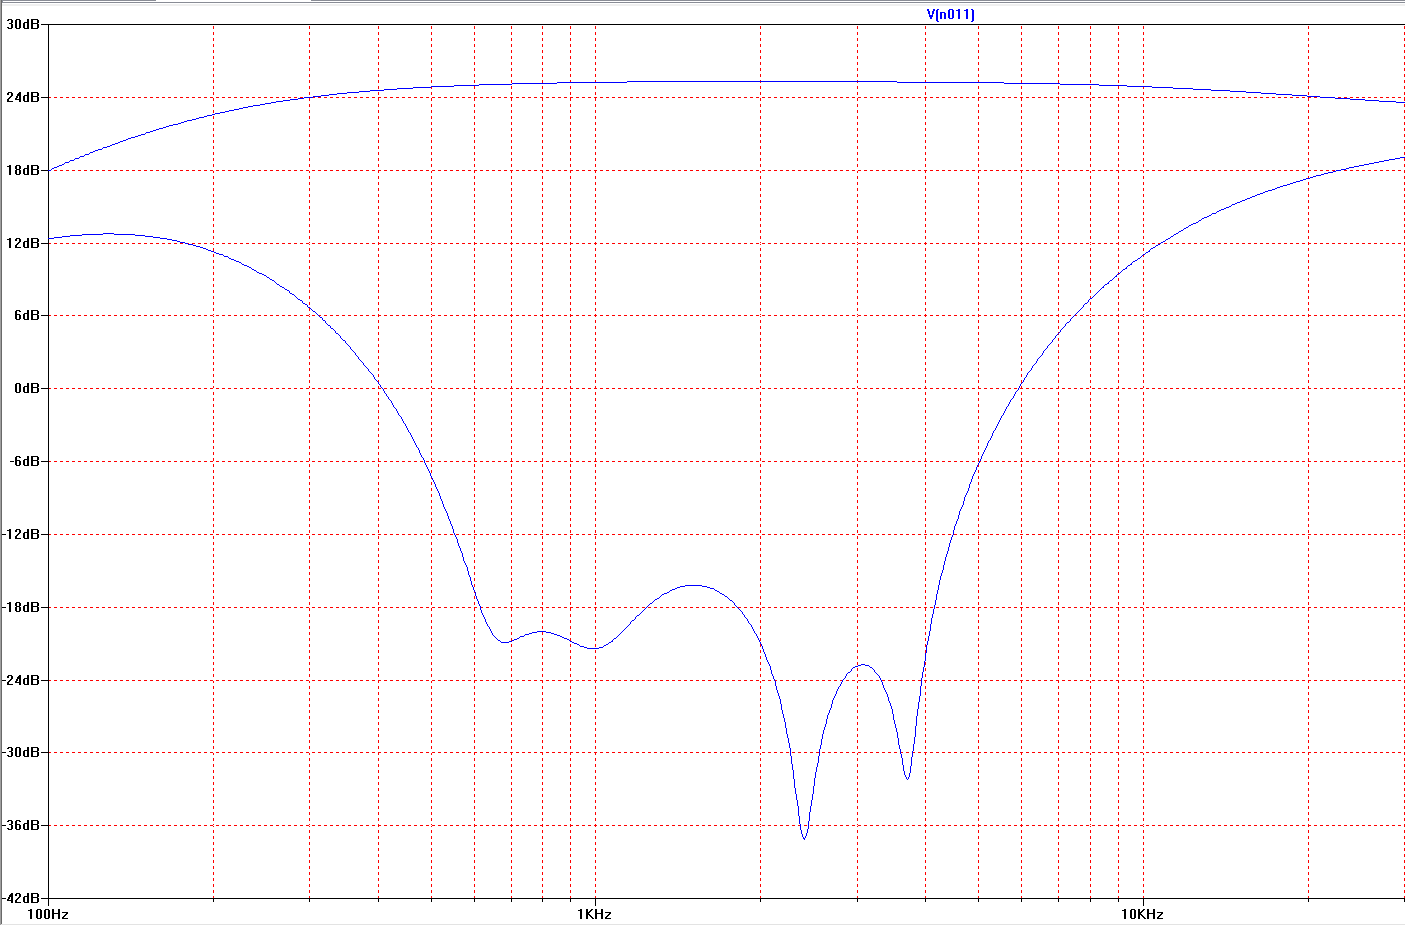 V(n011)
30dB
24dB
18dB
12dB
6dB
0dB
-6dB
-12dB
-18dB
-24dB
-30dB
-36dB
-42dB
100Hz 1KHz 10KHz